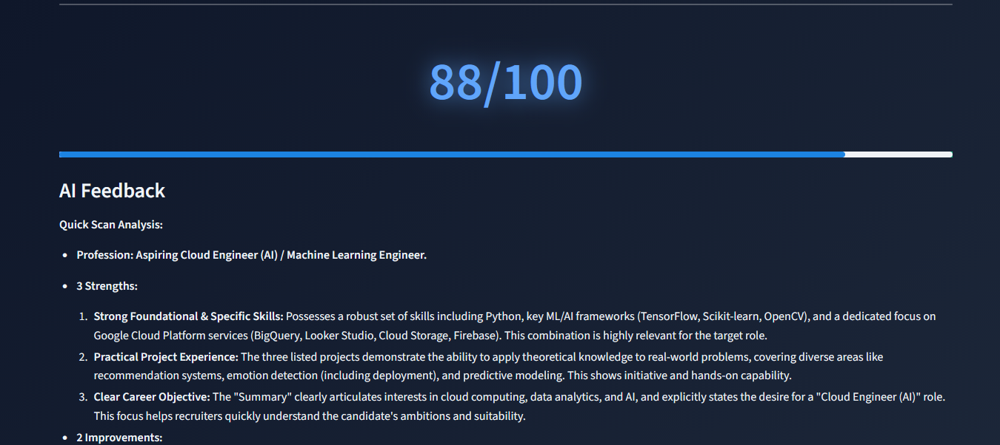 88/100
AI Feedback
Quick Scan Analysis:
• Profession: Aspiring Cloud Engineer (AI) / Machine Learning Engineer.
• 3 Strengths:
1. Strong Foundational & Specific Skills: Possesses a robust set of skills including Python, key ML/AI frameworks (TensorFlow, Scikit-learn, OpenCV), and a dedicated focus on
Google Cloud Platform services (BigQuery, Looker Studio, Cloud Storage, Firebase). This combination is highly relevant for the target role.
2. Practical Project Experience: The three listed projects demonstrate the ability to apply theoretical knowledge to real-world problems, covering diverse areas like
recommendation systems, emotion detection (including deployment), and predictive modeling. This shows initiative and hands-on capability.
3. Clear Career Objective: The "Summary" clearly articulates interests in cloud computing, data analytics, and AI, and explicitly states the desire for a "Cloud Engineer (AI)" role.
This focus helps recruiters quickly understand the candidate's ambitions and suitability.
• 2 Improvements: